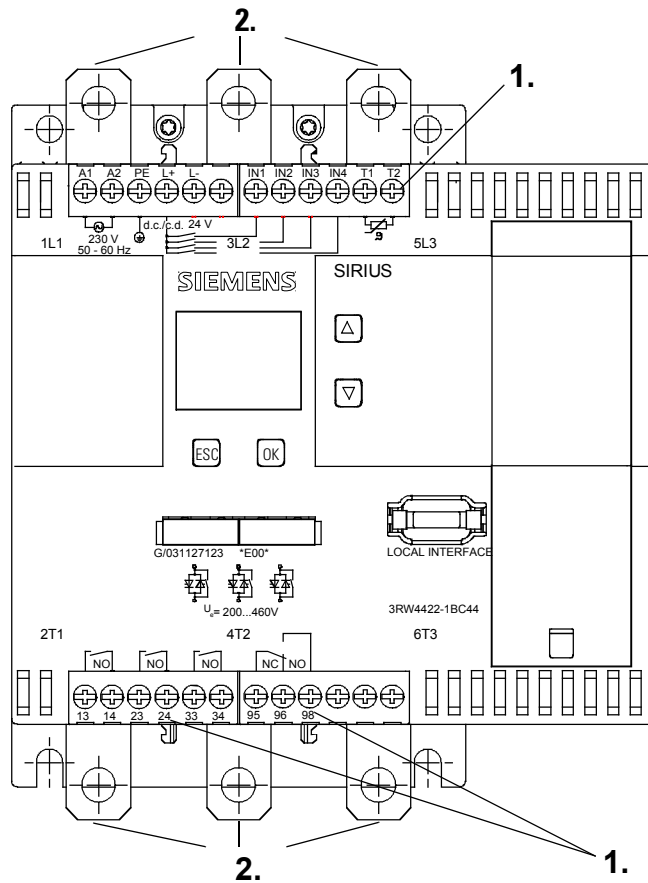 2.
1.
A1 A2 PE L+ L- IN1 IN2 IN3 IN4 T1 T2
d.c./c.d. 24 V
230 V
50 - 60 Hz
1L1 3L2 5L3
SIEMENS SIRIUS
ESC OK
G/031127123 *E00*
LOCAL INTERFACE
= 200...460V
3RW4422-1BC44
2T1 4T2 6T3
NO NO NO NC NO
13 14 23 24 33 34 95 96 98
2. 1.